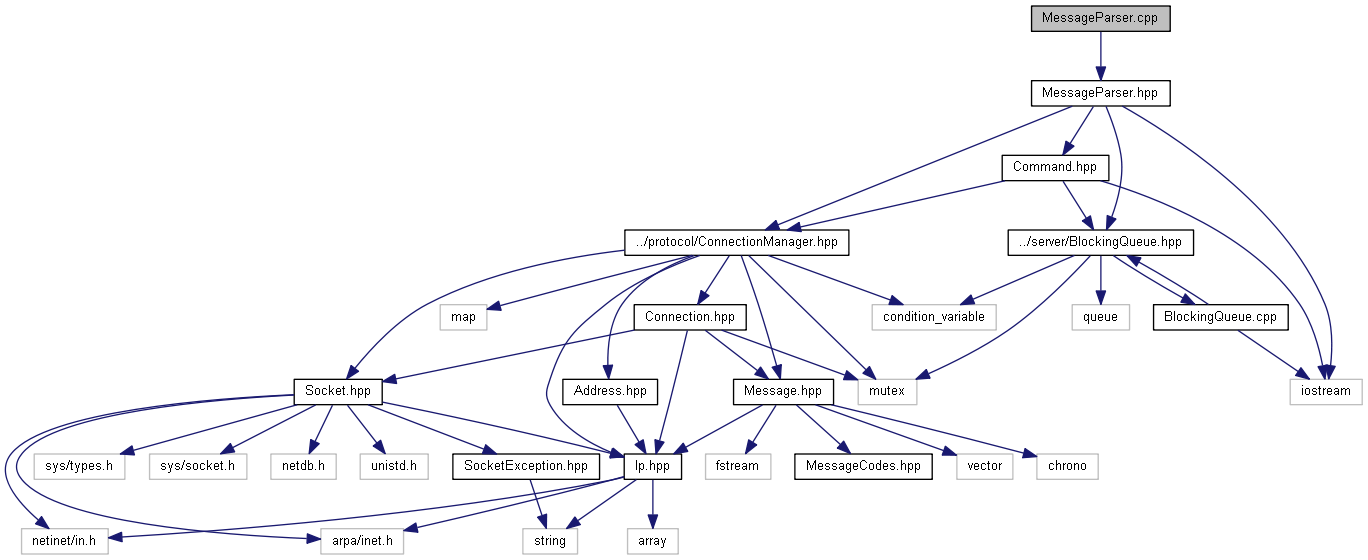 MessageParser.cpp
MessageParser.hpp
Command.hpp
../protocol/ConnectionManager.hpp
../server/BlockingQueue.hpp
map
Connection.hpp
condition_variable
queue
BlockingQueue.cpp
Socket.hpp
Address.hpp
Message.hpp
mutex
iostream
sys/types.h
sys/socket.h
netdb.h
unistd.h
SocketException.hpp
Ip.hpp
fstream
MessageCodes.hpp
vector
chrono
netinet/in.h
arpa/inet.h
string
array